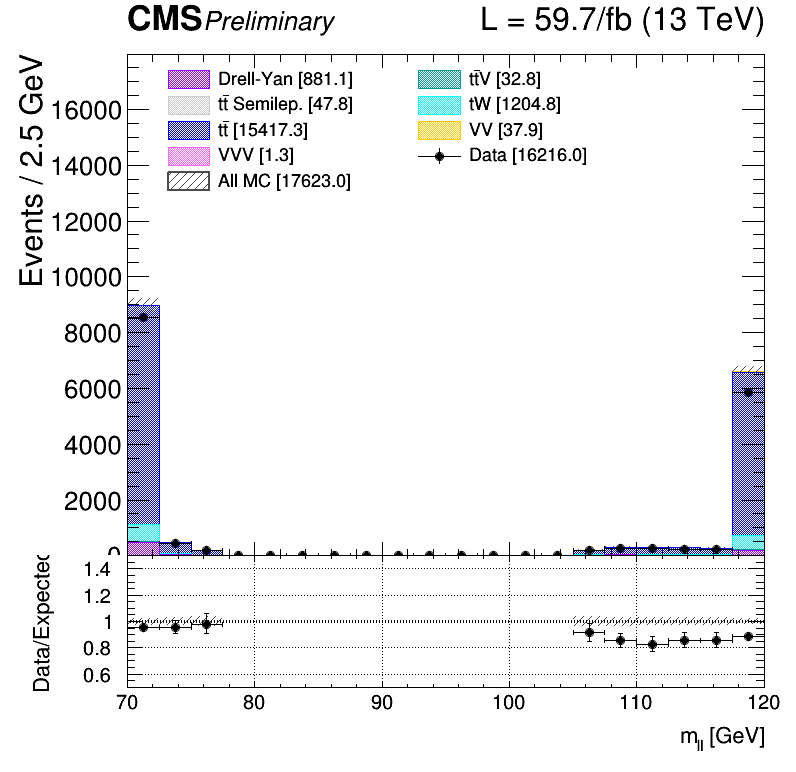 CMS Preliminary L = 59.7/fb (13 TeV)
Events / 2.5 GeV
Drell-Yan [881.1]
tt̄ Semilep. [47.8]
tt̄ [15417.3]
VVV [1.3]
All MC [17623.0]
tt̄V [32.8]
tW [1204.8]
VV [37.9]
Data [16216.0]
16000
14000
12000
10000
8000
6000
4000
2000
0
Data/Expected
1.4
1.2
1
0.8
0.6
70 80 90 100 110 120
m_ll [GeV]